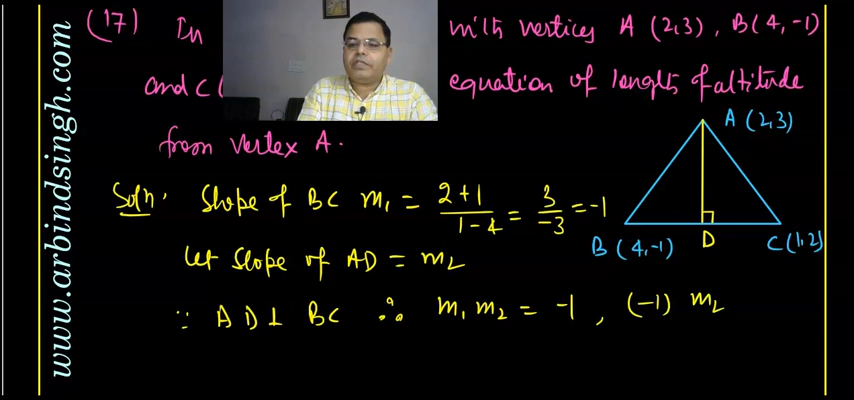 (17) In with vertices A (2,3), B(4,-1)
and C( equation of length of altitude
from vertex A.
Soln. Slope of BC m₁ = 2+1/1-4 = 3/-3 = -1
Let slope of AD = m₂
∵ AD⊥ BC ∴ m₁ m₂ = -1, (-1) m₂
A (2,3)
B (4,-1) D C (1,2)
www.arbindsingh.com